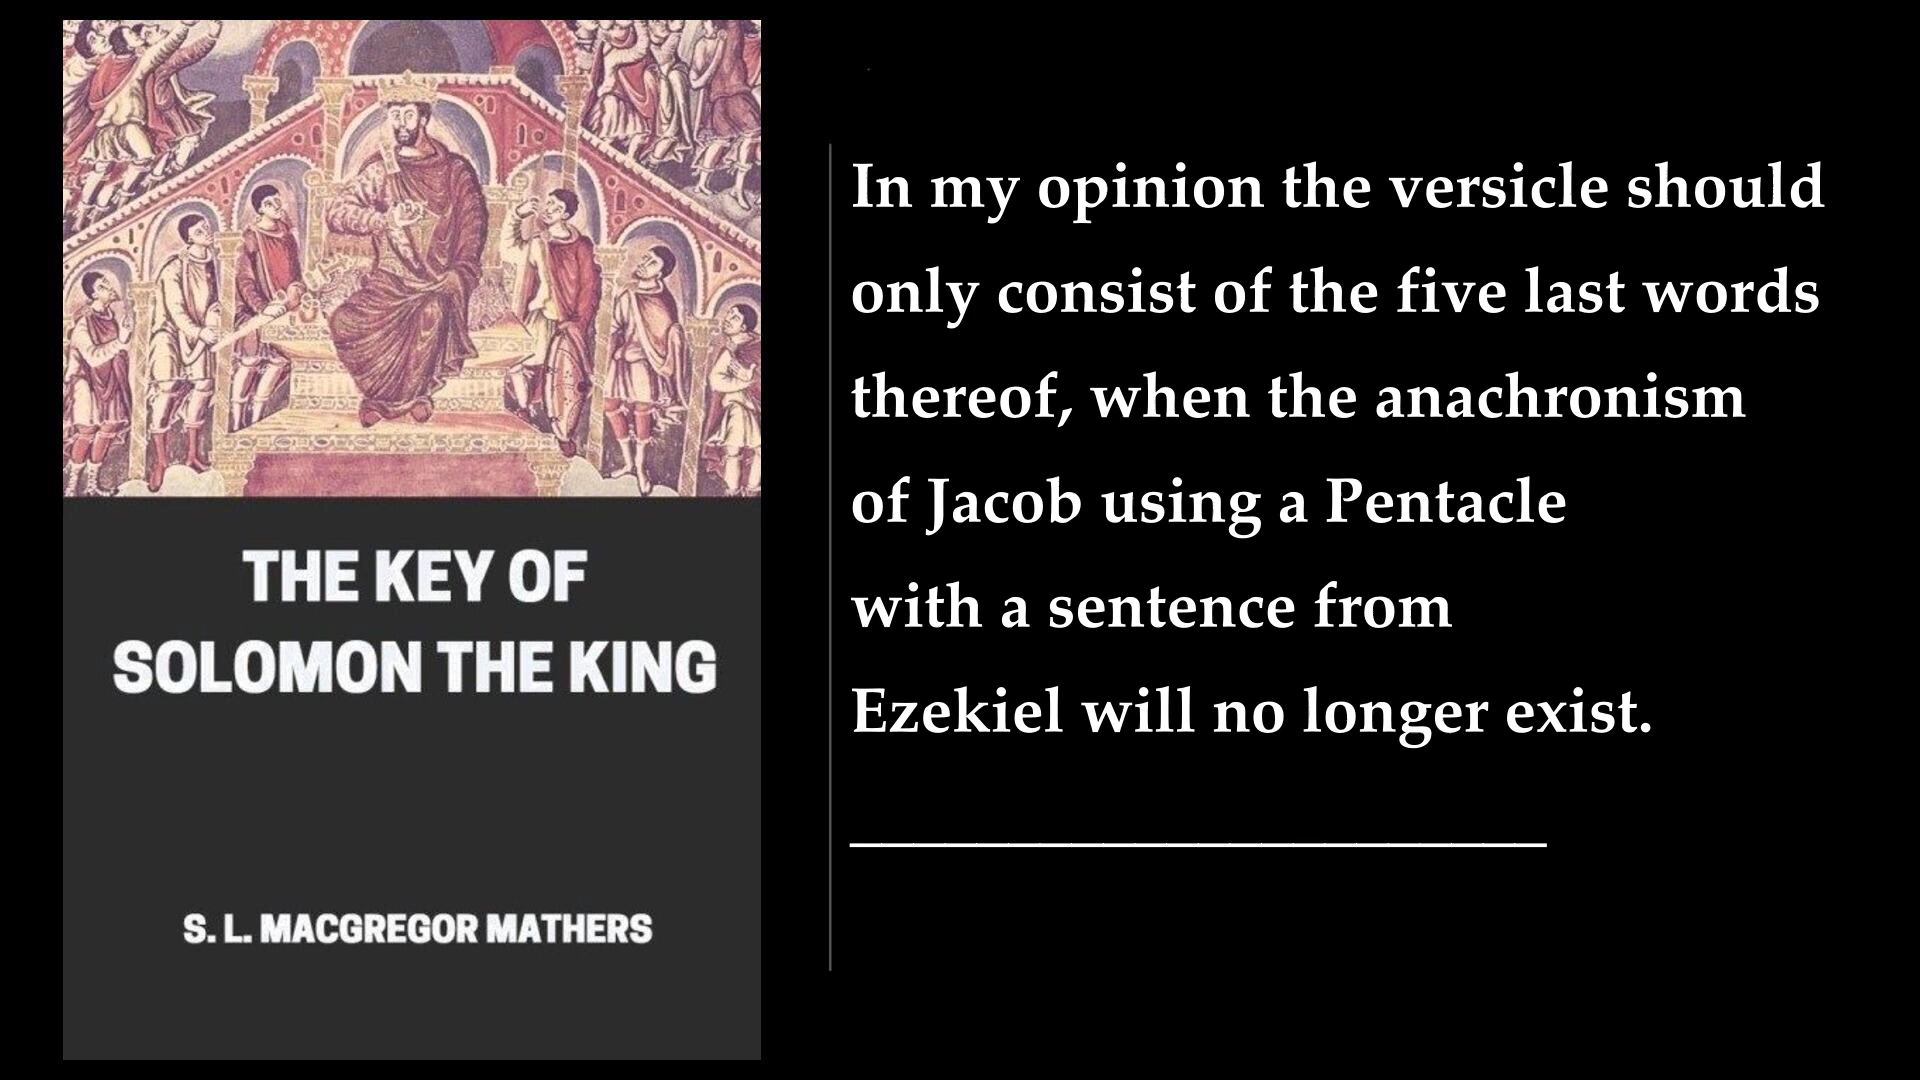 THE KEY OF
SOLOMON THE KING
S. L. MACGREGOR MATHERS
In my opinion the versicle should
only consist of the five last words
thereof, when the anachronism
of Jacob using a Pentacle
with a sentence from
Ezekiel will no longer exist.